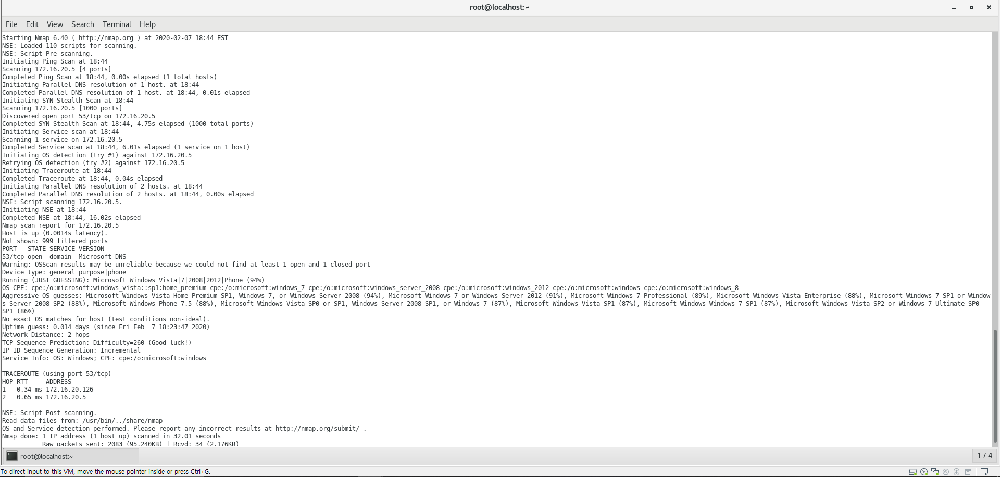 root@localhost:~
File Edit View Search Terminal Help
Starting Nmap 6.40 ( http://nmap.org ) at 2020-02-07 18:44 EST
NSE: Loaded 110 scripts for scanning.
NSE: Script Pre-scanning.
Initiating Ping Scan at 18:44
Scanning 172.16.20.5 [4 ports]
Completed Ping Scan at 18:44, 0.00s elapsed (1 total hosts)
Initiating Parallel DNS resolution of 1 host. at 18:44
Completed Parallel DNS resolution of 1 host. at 18:44, 0.01s elapsed
Initiating SYN Stealth Scan at 18:44
Scanning 172.16.20.5 [1000 ports]
Discovered open port 53/tcp on 172.16.20.5
Completed SYN Stealth Scan at 18:44, 4.75s elapsed (1000 total ports)
Initiating Service scan at 18:44
Scanning 1 service on 172.16.20.5
Completed Service scan at 18:44, 6.01s elapsed (1 service on 1 host)
Initiating OS detection (try #1) against 172.16.20.5
Retrying OS detection (try #2) against 172.16.20.5
Initiating Traceroute at 18:44
Completed Traceroute at 18:44, 0.04s elapsed
Initiating Parallel DNS resolution of 2 hosts. at 18:44
Completed Parallel DNS resolution of 2 hosts. at 18:44, 0.00s elapsed
NSE: Script scanning 172.16.20.5.
Initiating NSE at 18:44
Completed NSE at 18:44, 16.02s elapsed
Nmap scan report for 172.16.20.5
Host is up (0.0014s latency).
Not shown: 999 filtered ports
PORT   STATE SERVICE VERSION
53/tcp open  domain  Microsoft DNS
Warning: OSScan results may be unreliable because we could not find at least 1 open and 1 closed port
Device type: general purpose|phone
Running (JUST GUESSING): Microsoft Windows Vista|7|2008|2012|Phone (94%)
OS CPE: cpe:/o:microsoft:windows_vista::sp1:home_premium cpe:/o:microsoft:windows_7 cpe:/o:microsoft:windows_server_2008 cpe:/o:microsoft:windows_2012 cpe:/o:microsoft:windows cpe:/o:microsoft:windows_8
Aggressive OS guesses: Microsoft Windows Vista Home Premium SP1, Windows 7, or Windows Server 2008 (94%), Microsoft Windows 7 or Windows Server 2012 (91%), Microsoft Windows 7 Professional (89%), Microsoft Windows Vista Enterprise (88%), Microsoft Windows 7 SP1 or Window
s Server 2008 SP2 (88%), Microsoft Windows Phone 7.5 (88%), Microsoft Windows Vista SP0 or SP1, Windows Server 2008 SP1, or Windows 7 (87%), Microsoft Windows Vista SP1 (87%), Microsoft Windows Windows 7 SP1 (87%), Microsoft Windows Vista SP2 or Windows 7 Ultimate SP0 -
SP1 (86%)
No exact OS matches for host (test conditions non-ideal).
Uptime guess: 0.014 days (since Fri Feb  7 18:23:47 2020)
Network Distance: 2 hops
TCP Sequence Prediction: Difficulty=260 (Good luck!)
IP ID Sequence Generation: Incremental
Service Info: OS: Windows; CPE: cpe:/o:microsoft:windows
TRACEROUTE (using port 53/tcp)
HOP RTT     ADDRESS
1   0.34 ms 172.16.20.126
2   0.65 ms 172.16.20.5
NSE: Script Post-scanning.
Read data files from: /usr/bin/../share/nmap
OS and Service detection performed. Please report any incorrect results at http://nmap.org/submit/ .
Nmap done: 1 IP address (1 host up) scanned in 32.01 seconds
Raw packets sent: 2083 (95.240KB) | Rcvd: 34 (2.176KB)
root@localhost:~ 1 / 4
To direct input to this VM, move the mouse pointer inside or press Ctrl+G.